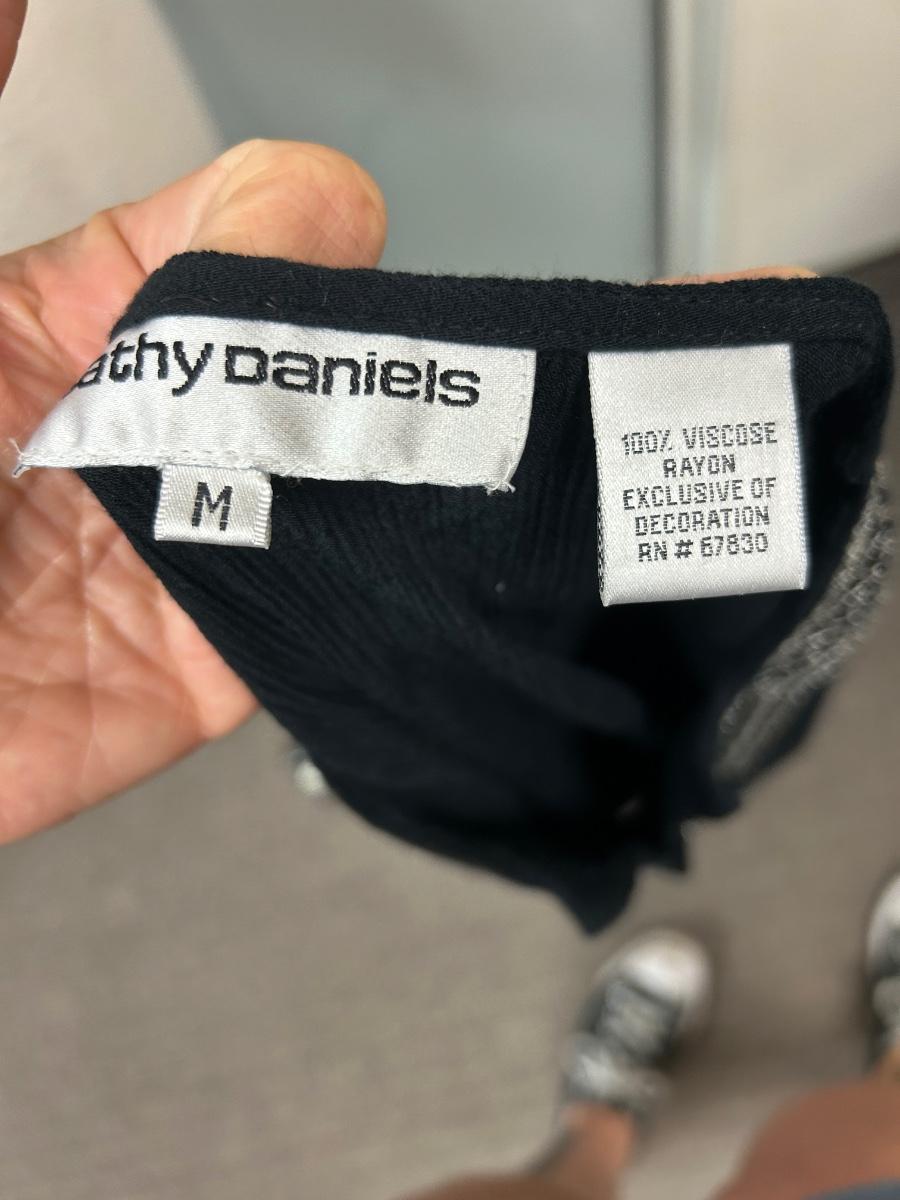 athy Daniels
M
100% VISCOSE
RAYON
EXCLUSIVE OF
DECORATION
RN # 67830